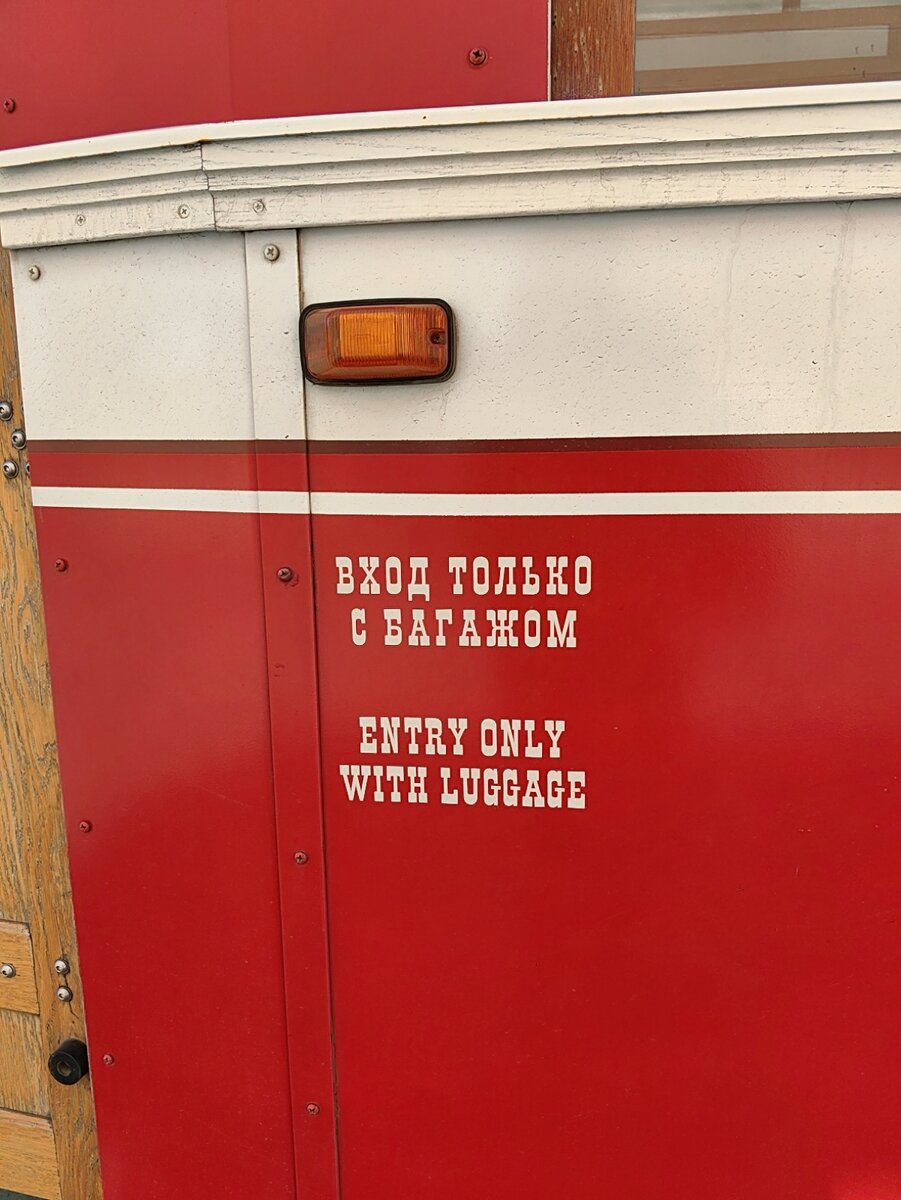 ВХОД ТОЛЬКО
С БАГАЖОМ
ENTRY ONLY
WITH LUGGAGE